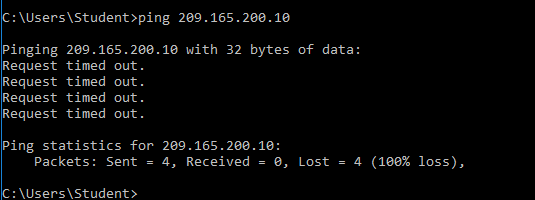 C:\Users\Student>ping 209.165.200.10
Pinging 209.165.200.10 with 32 bytes of data:
Request timed out.
Request timed out.
Request timed out.
Request timed out.
Ping statistics for 209.165.200.10:
    Packets: Sent = 4, Received = 0, Lost = 4 (100% loss),
C:\Users\Student>